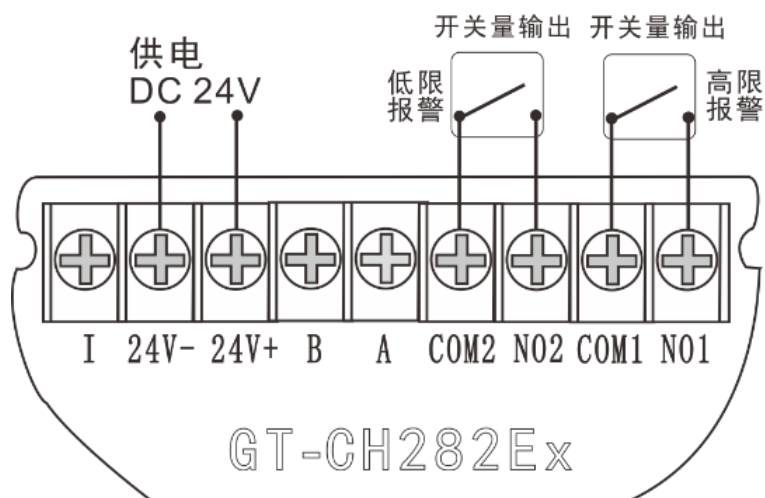 开关量输出 开关量输出
供电
DC 24V
低限
报警
高限
报警
I 24V- 24V+ B A COM2 NO2 COM1 NO1
GT-CH282Ex